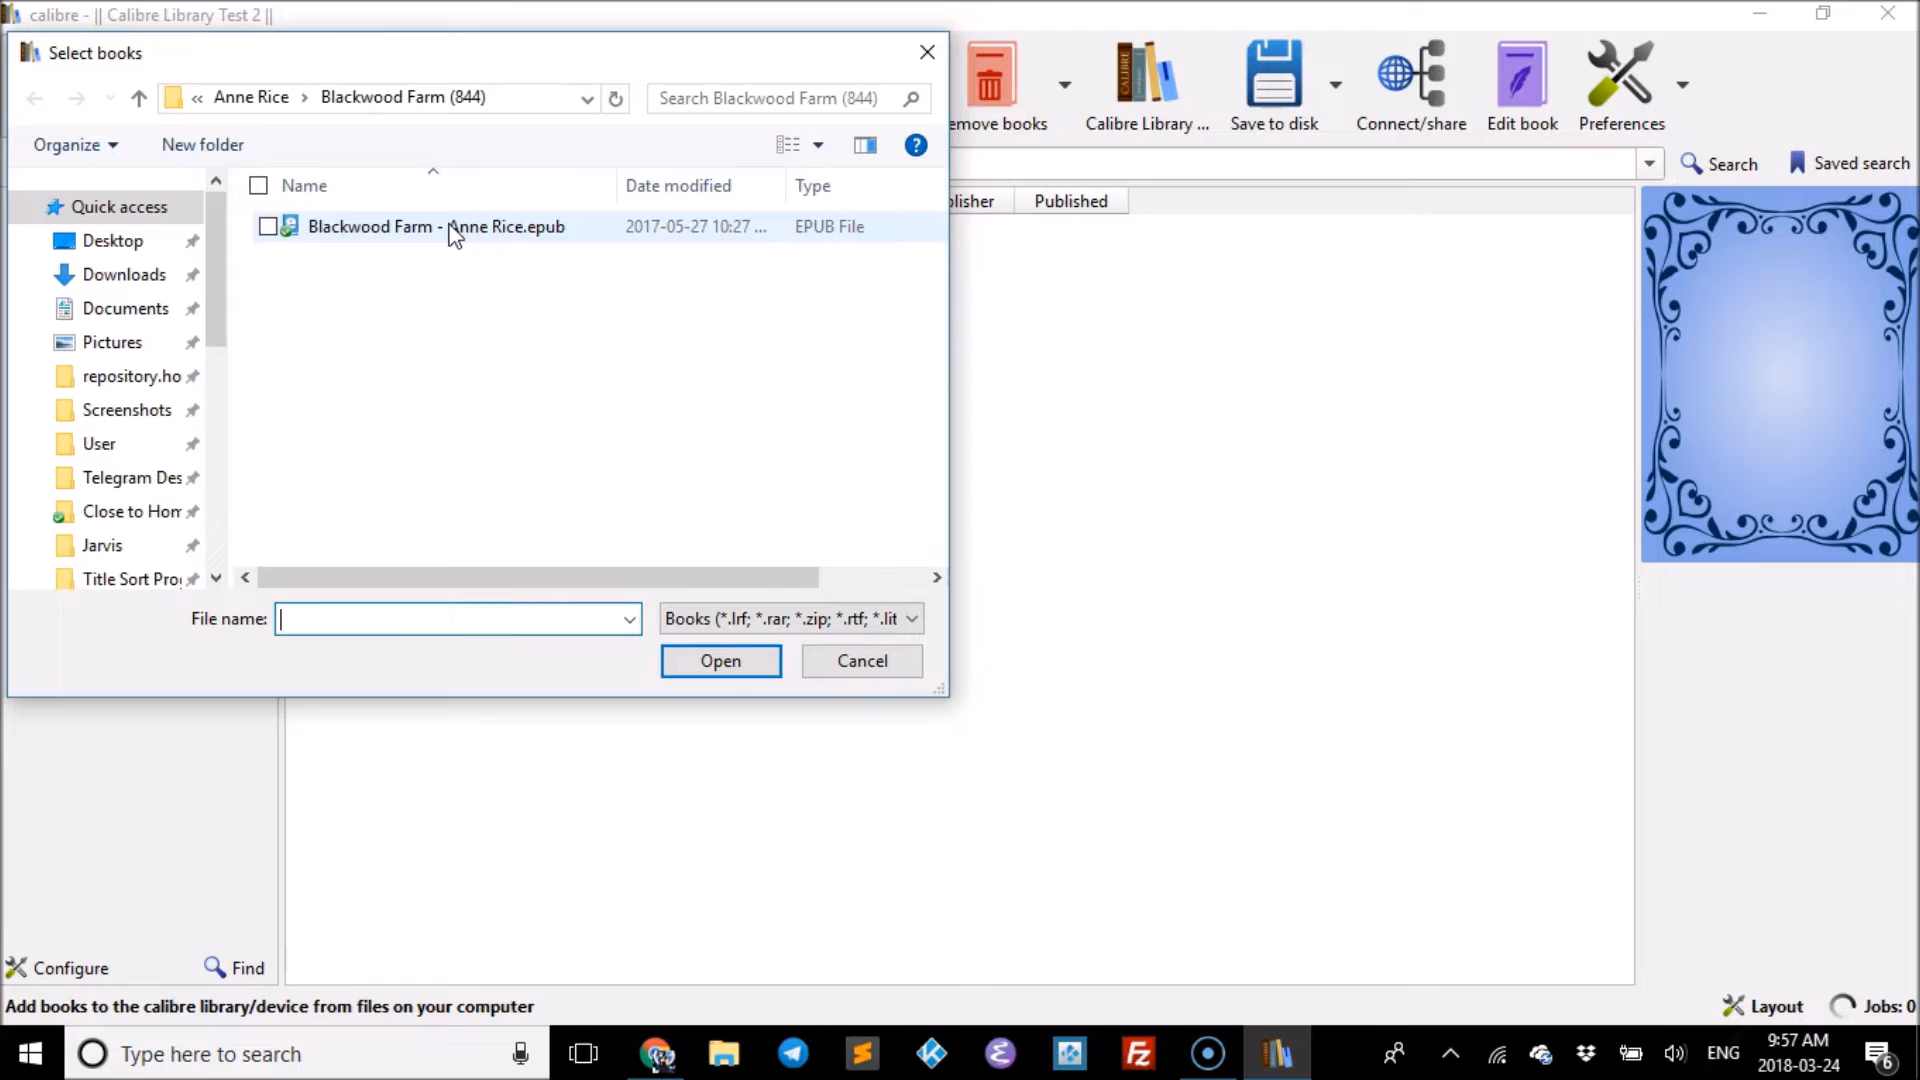 calibre - || Calibre Library Test 2 ||
Select books
« Anne Rice > Blackwood Farm (844)
Search Blackwood Farm (844)
Organize
New folder
Name
Date modified
Type
Blackwood Farm - Anne Rice.epub
2017-05-27 10:27 ...
EPUB File
Quick access
Desktop
Downloads
Documents
Pictures
repository.ho
Screenshots
User
Telegram Des
Close to Hom
Jarvis
Title Sort Pro
File name:
Books (*.lrf; *.rar; *.zip; *.rtf; *.lit
Open
Cancel
emove books
CALIBRE
Calibre Library ...
Save to disk
Connect/share
Edit book
Preferences
Search
Saved search
blisher
Published
Configure
Find
Add books to the calibre library/device from files on your computer
Layout
Jobs: 0
Type here to search
Fz
ENG
9:57 AM
2018-03-24
6